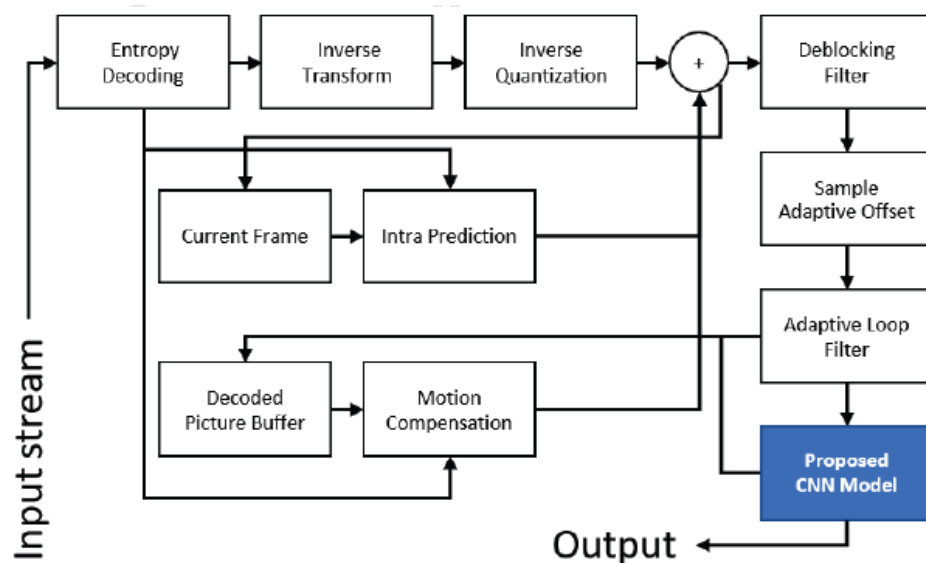 Entropy
Decoding
Inverse
Transform
Inverse
Quantization
+
Deblocking
Filter
Sample
Adaptive Offset
Current Frame
Intra Prediction
Adaptive Loop
Filter
Decoded
Picture Buffer
Motion
Compensation
Proposed
CNN Model
Input stream
Output